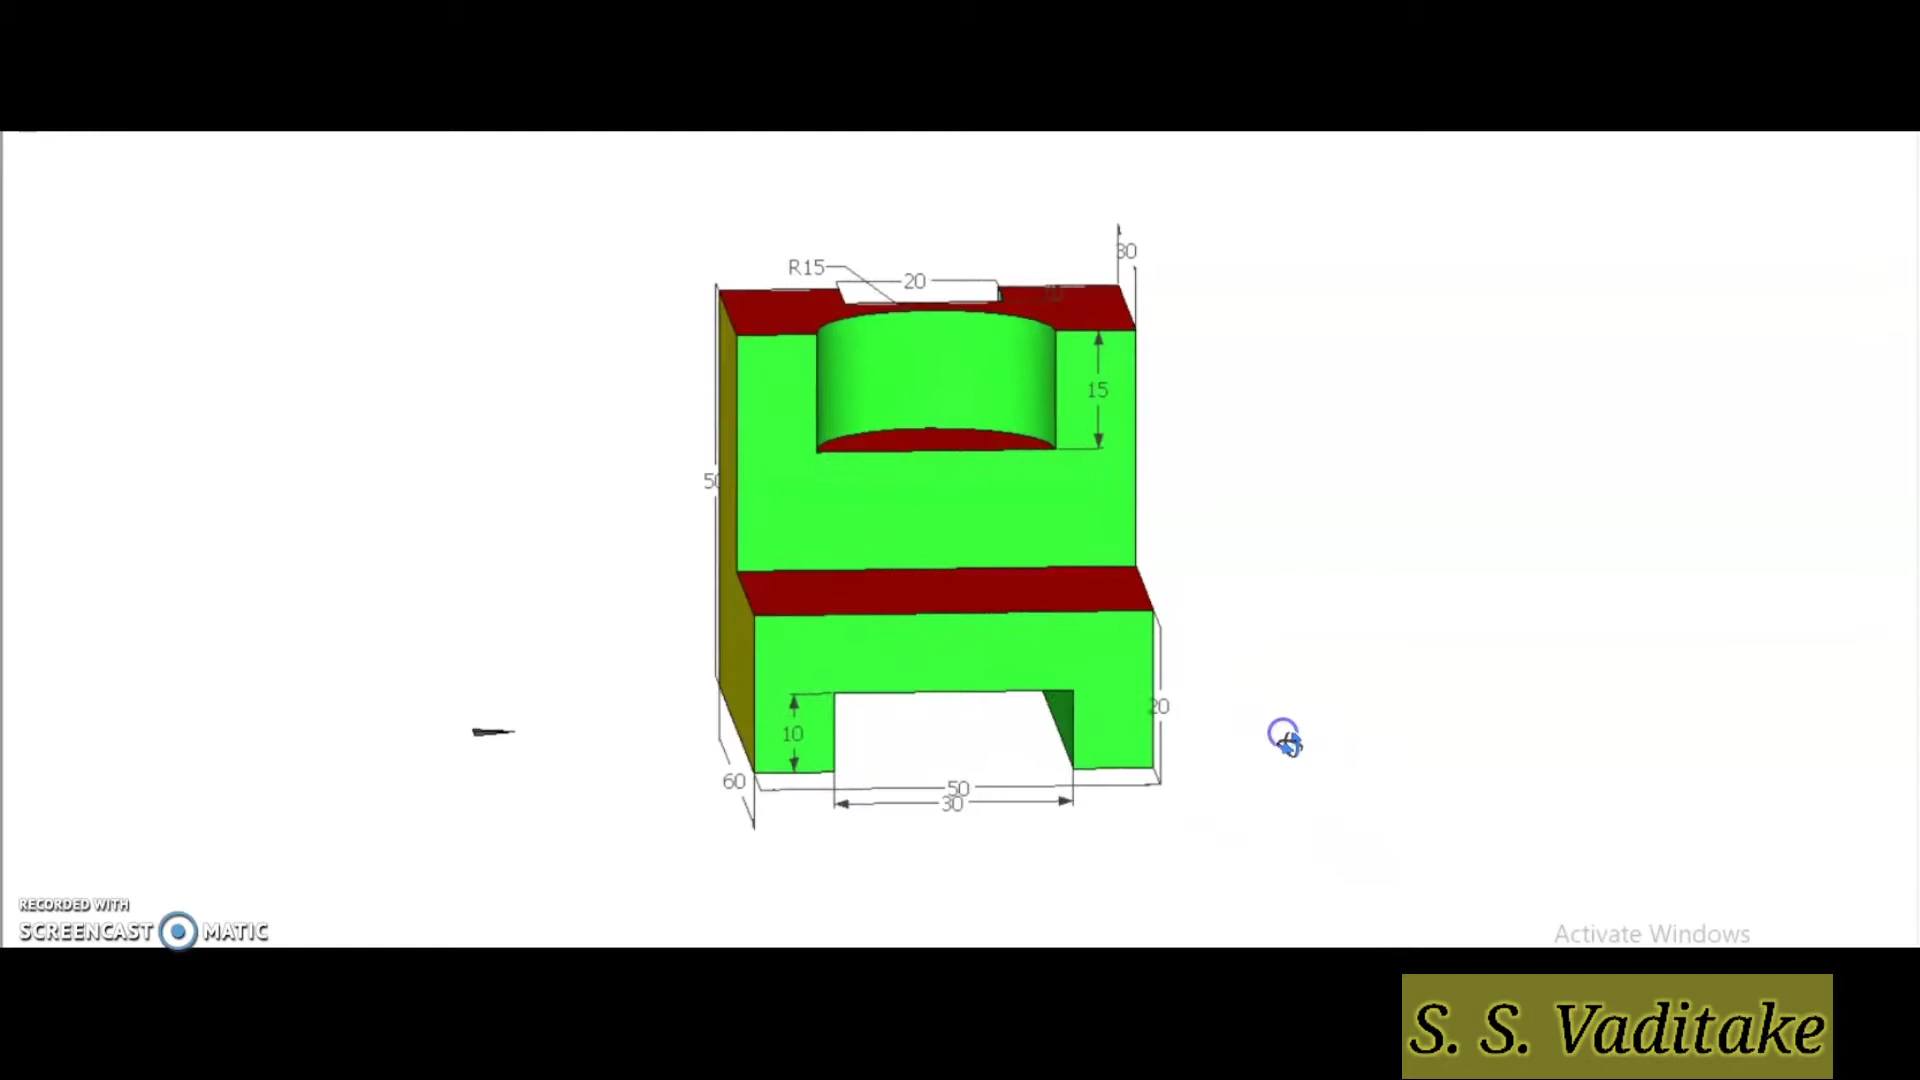 30
R15
20
15
50
20
10
60
50
30
RECORDED WITH
SCREENCAST MATIC
Activate Windows
S. S. Vaditake